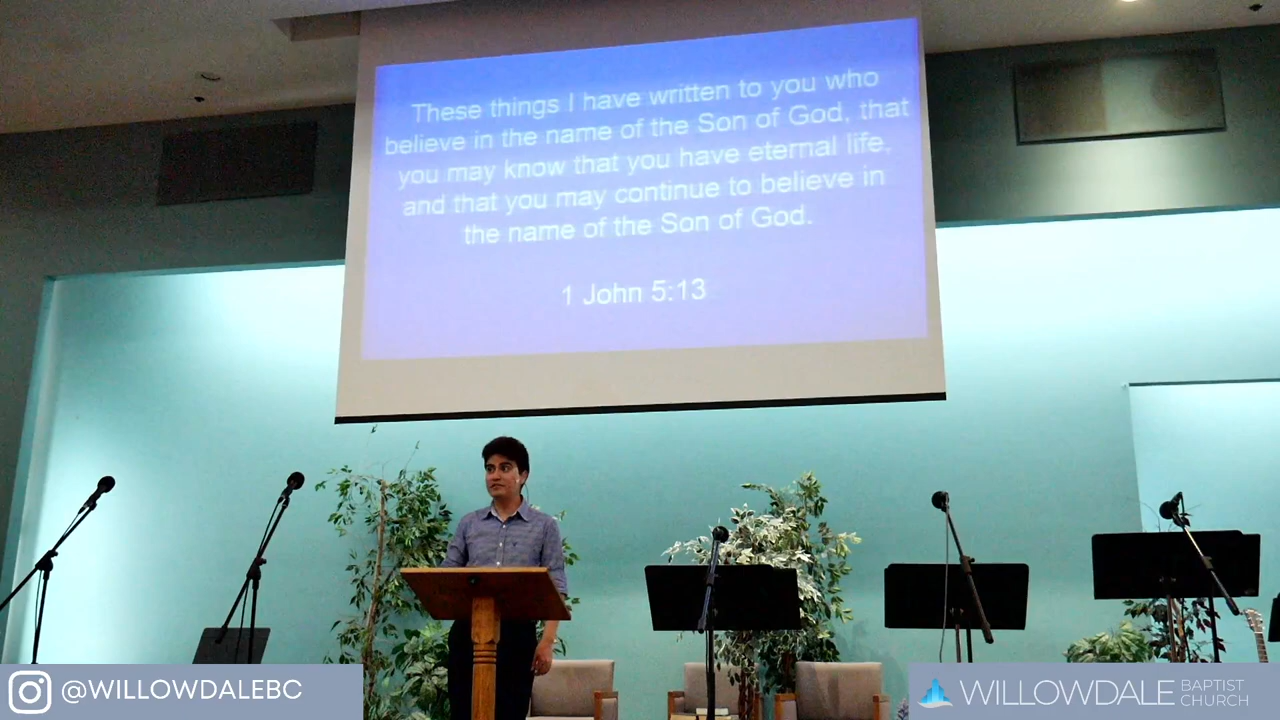 These things I have written to you who
believe in the name of the Son of God, that
you may know that you have eternal life,
and that you may continue to believe in
the name of the Son of God.
1 John 5:13
@WILLOWDALEBC
WILLOWDALE BAPTIST CHURCH